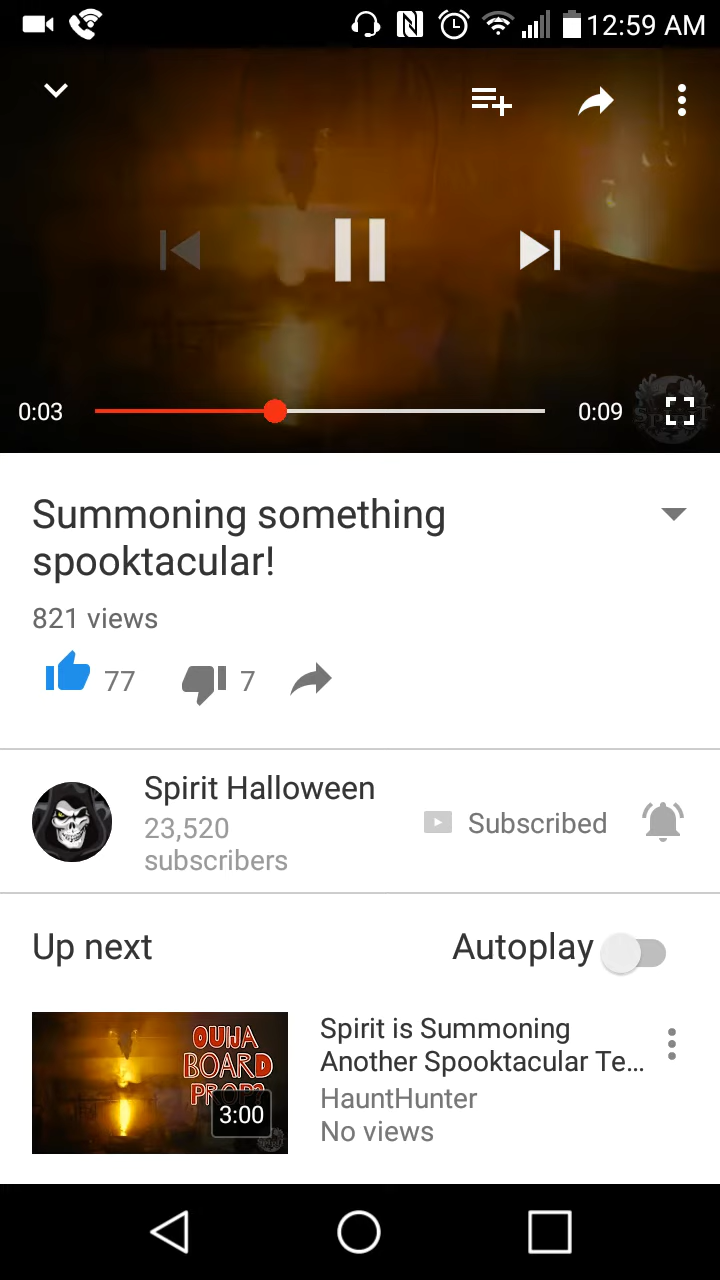 12:59 AM
0:03
0:09
SPIRIT
Summoning something
spooktacular!
821 views
77
7
Spirit Halloween
23,520
subscribers
Subscribed
Up next
Autoplay
OUIJA
BOARD
PROP?
3:00
Spirit is Summoning
Another Spooktacular Te...
HauntHunter
No views